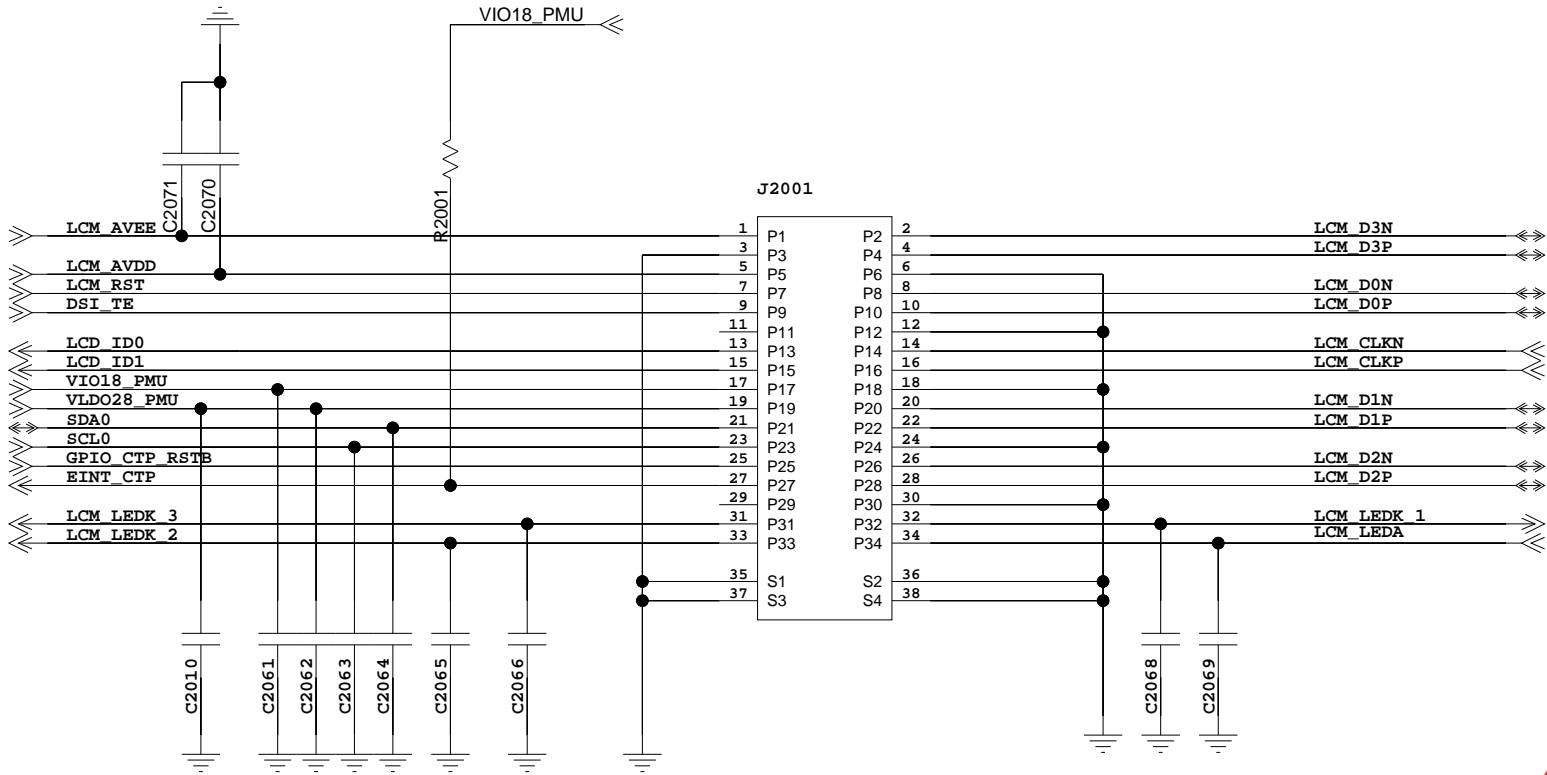 VIO18_PMU
C2071
C2070
R2001
J2001
LCM_AVEE 1 P1 P2 2 LCM_D3N
3 P3 P4 4 LCM_D3P
LCM_AVDD 5 P5 P6 6
LCM_RST 7 P7 P8 8 LCM_D0N
DSI_TE 9 P9 P10 10 LCM_D0P
11 P11 P12 12
LCD_ID0 13 P13 P14 14 LCM_CLKN
LCD_ID1 15 P15 P16 16 LCM_CLKP
VIO18_PMU 17 P17 P18 18
VLDO28_PMU 19 P19 P20 20 LCM_D1N
SDA0 21 P21 P22 22 LCM_D1P
SCL0 23 P23 P24 24
GPIO_CTP_RSTB 25 P25 P26 26 LCM_D2N
EINT_CTP 27 P27 P28 28 LCM_D2P
29 P29 P30 30
LCM_LEDK_3 31 P31 P32 32 LCM_LEDK_1
LCM_LEDK_2 33 P33 P34 34 LCM_LEDA
35 S1 S2 36
37 S3 S4 38
C2010
C2061
C2062
C2063
C2064
C2065
C2066
C2068
C2069